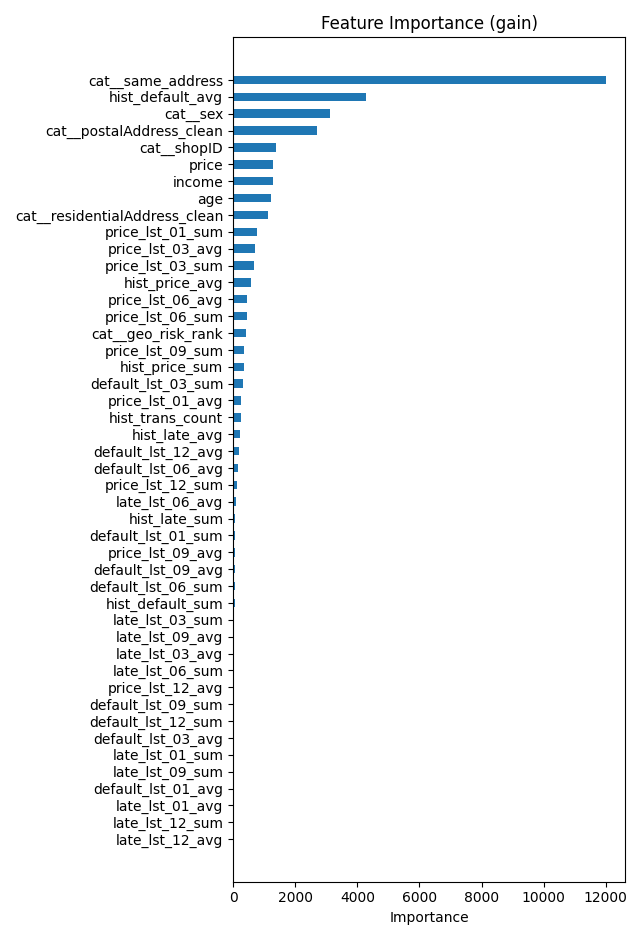 Feature Importance (gain)
cat__same_address
hist_default_avg
cat__sex
cat__postalAddress_clean
cat__shopID
price
income
age
cat__residentialAddress_clean
price_lst_01_sum
price_lst_03_avg
price_lst_03_sum
hist_price_avg
price_lst_06_avg
price_lst_06_sum
cat__geo_risk_rank
price_lst_09_sum
hist_price_sum
default_lst_03_sum
price_lst_01_avg
hist_trans_count
hist_late_avg
default_lst_12_avg
default_lst_06_avg
price_lst_12_sum
late_lst_06_avg
hist_late_sum
default_lst_01_sum
price_lst_09_avg
default_lst_09_avg
default_lst_06_sum
hist_default_sum
late_lst_03_sum
late_lst_09_avg
late_lst_03_avg
late_lst_06_sum
price_lst_12_avg
default_lst_09_sum
default_lst_12_sum
default_lst_03_avg
late_lst_01_sum
late_lst_09_sum
default_lst_01_avg
late_lst_01_avg
late_lst_12_sum
late_lst_12_avg
0 2000 4000 6000 8000 10000 12000
Importance